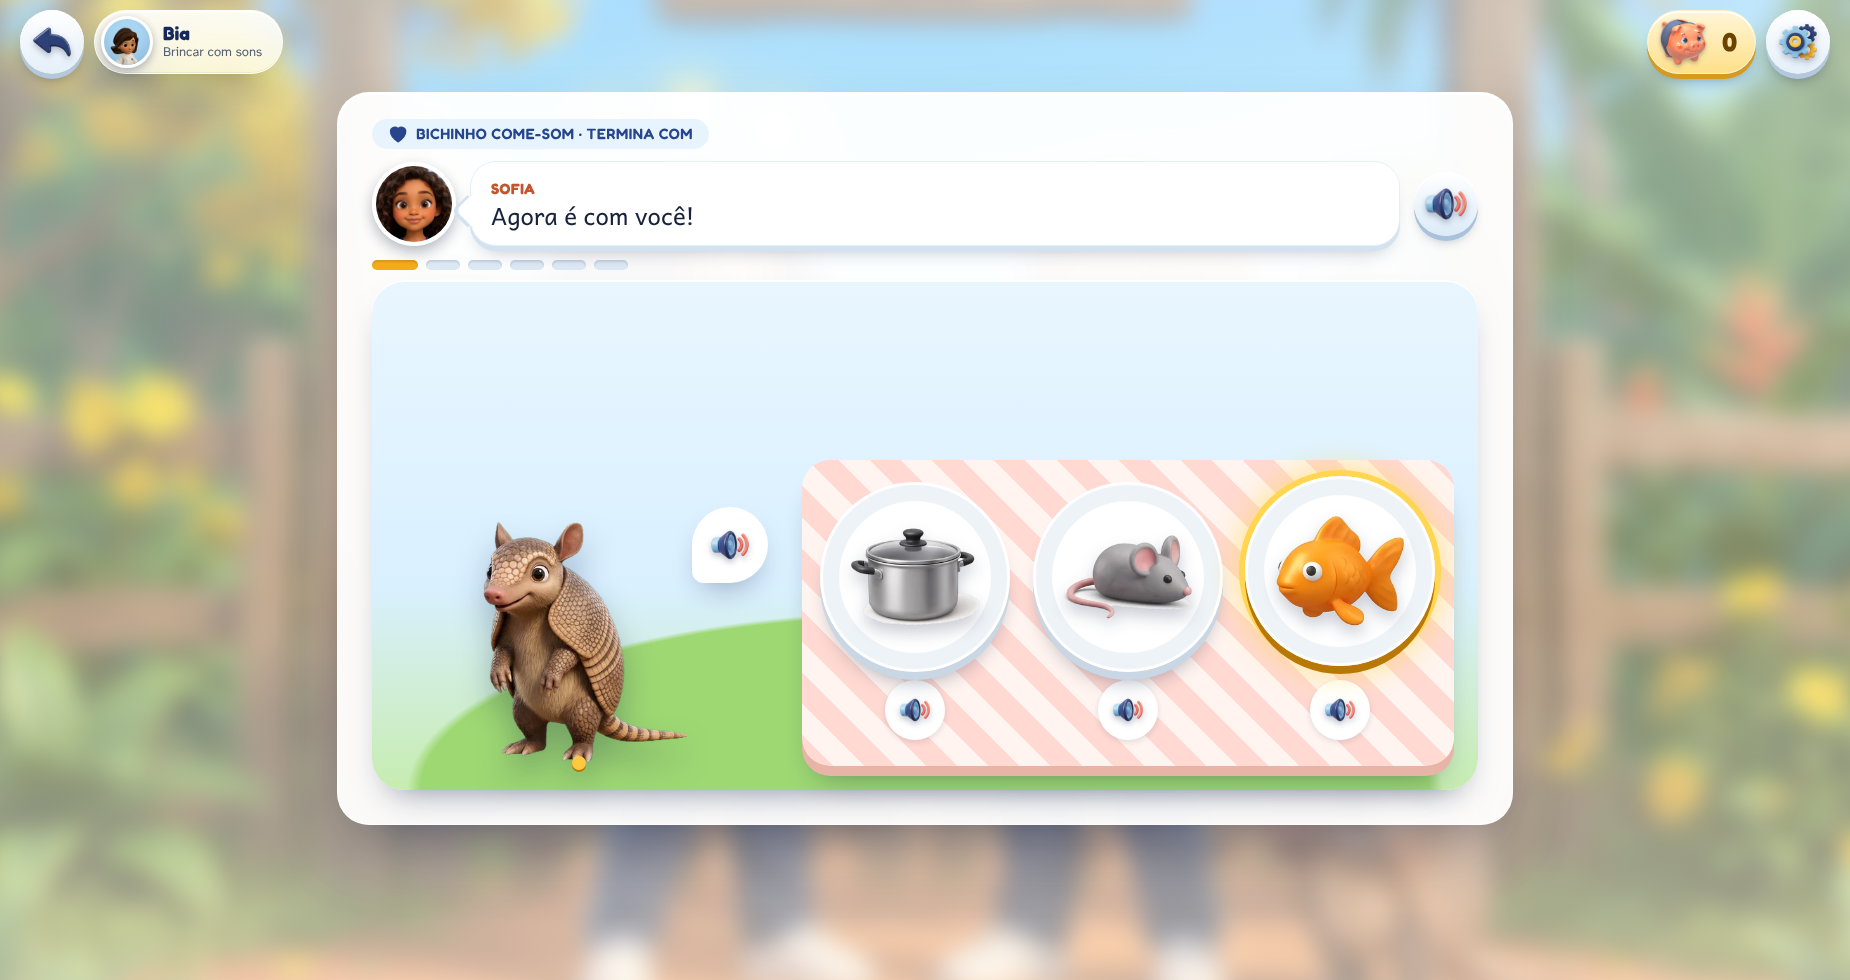 Bia
Brincar com sons
0
BICHINHO COME-SOM · TERMINA COM
SOFIA
Agora é com você!